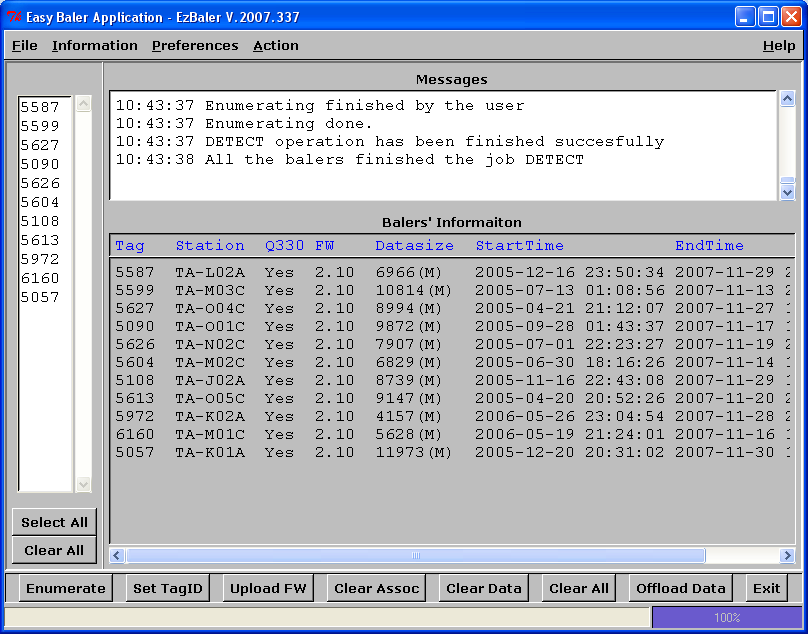 Easy Baler Application - EzBaler V.2007.337
File Information Preferences Action Help
Messages
10:43:37 Enumerating finished by the user
10:43:37 Enumerating done.
10:43:37 DETECT operation has been finished succesfully
10:43:38 All the balers finished the job DETECT
5587
5599
5627
5090
5626
5604
5108
5613
5972
6160
5057
Select All
Clear All
Balers' Informaiton
Tag Station Q330 FW Datasize StartTime EndTime
5587 TA-L02A Yes 2.10 6966(M) 2005-12-16 23:50:34 2007-11-29
5599 TA-M03C Yes 2.10 10814(M) 2005-07-13 01:08:56 2007-11-13
5627 TA-O04C Yes 2.10 8994(M) 2005-04-21 21:12:07 2007-11-27
5090 TA-O01C Yes 2.10 9872(M) 2005-09-28 01:43:37 2007-11-17
5626 TA-N02C Yes 2.10 7907(M) 2005-07-01 22:23:27 2007-11-19
5604 TA-M02C Yes 2.10 6829(M) 2005-06-30 18:16:26 2007-11-14
5108 TA-J02A Yes 2.10 8739(M) 2005-11-16 22:43:08 2007-11-29
5613 TA-O05C Yes 2.10 9147(M) 2005-04-20 20:52:26 2007-11-20
5972 TA-K02A Yes 2.10 4157(M) 2006-05-26 23:04:54 2007-11-28
6160 TA-M01C Yes 2.10 5628(M) 2006-05-19 21:24:01 2007-11-16
5057 TA-K01A Yes 2.10 11973(M) 2005-12-20 20:31:02 2007-11-30
Enumerate Set TagID Upload FW Clear Assoc Clear Data Clear All Offload Data Exit
100%